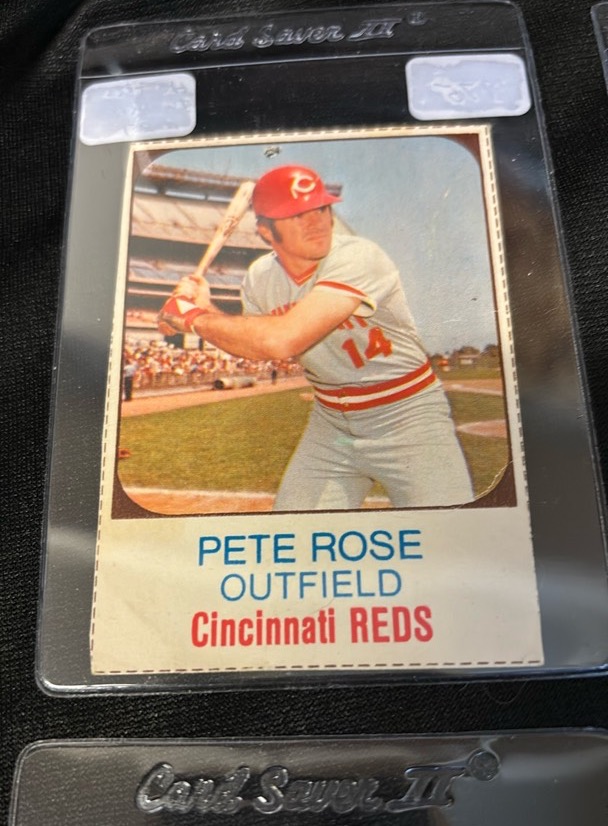 Card Saver II®
C
14
PETE ROSE
OUTFIELD
Cincinnati REDS
Card Saver II®